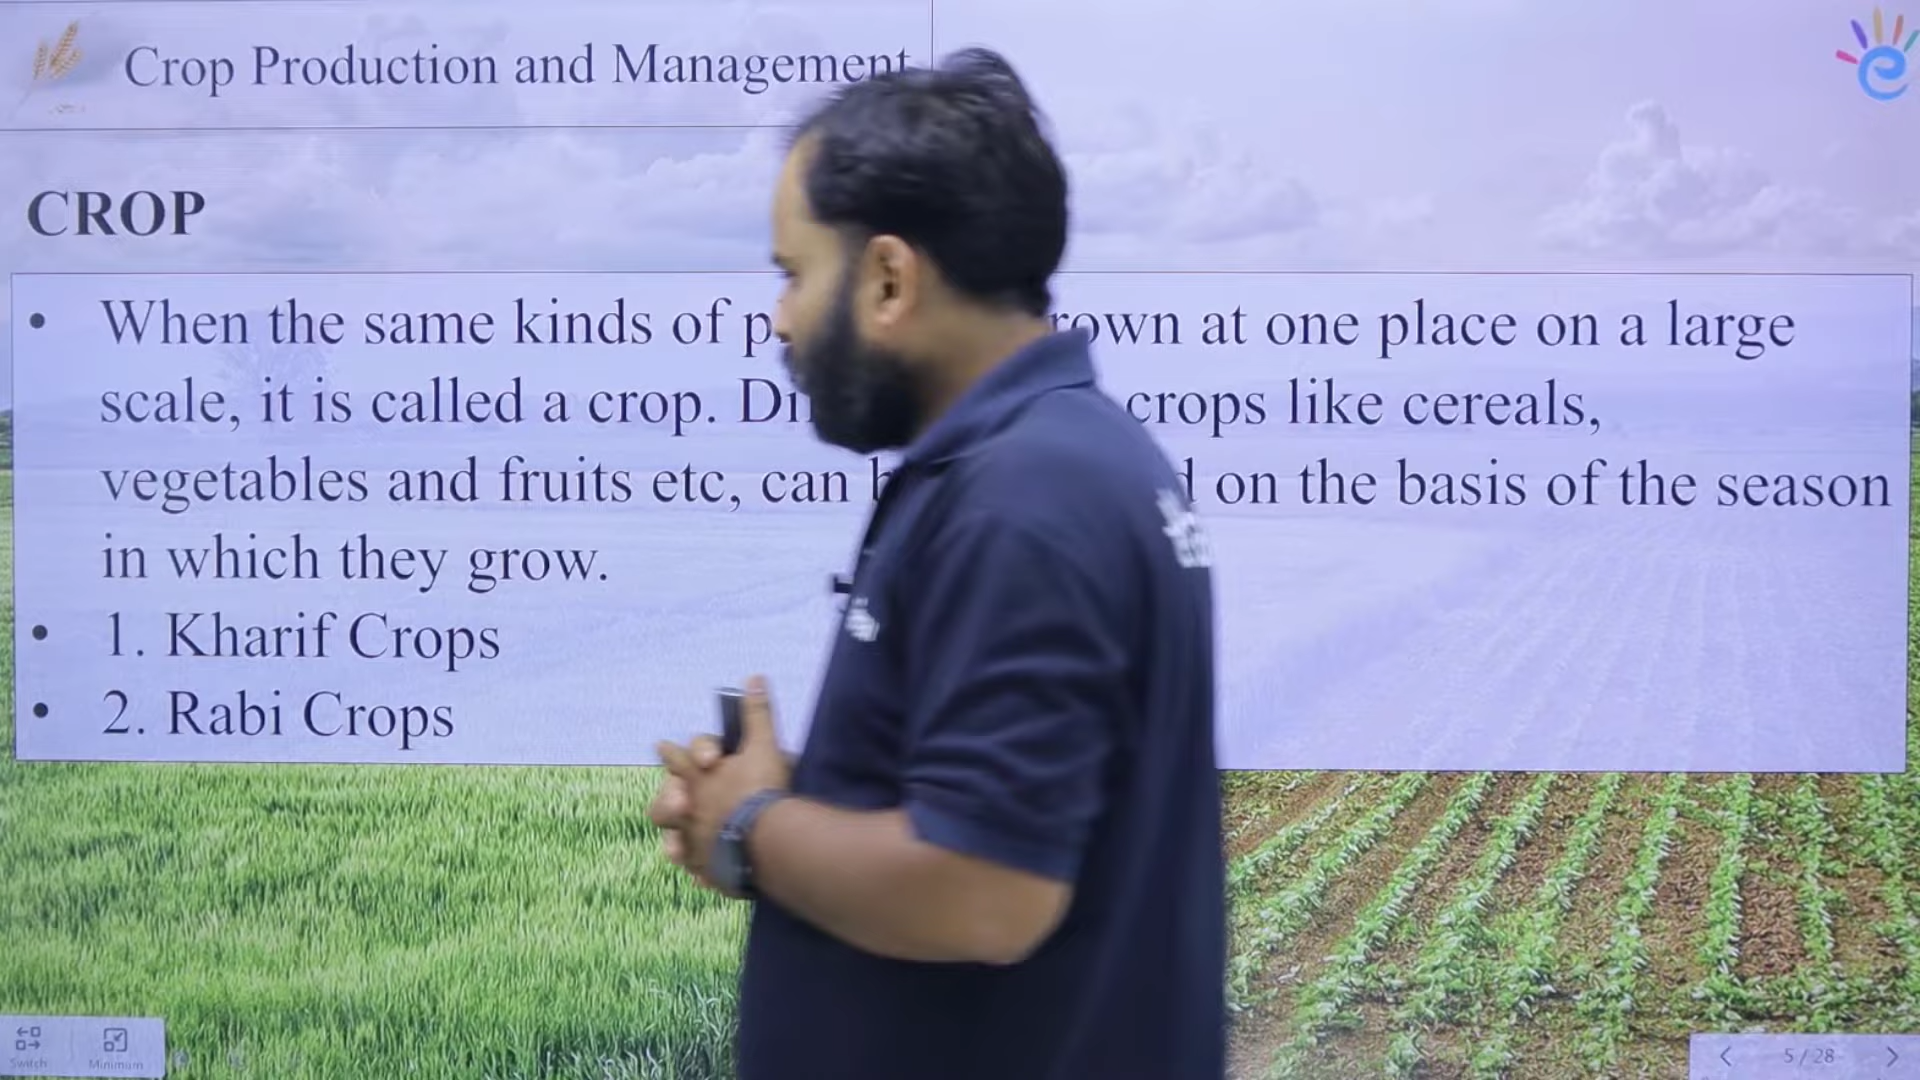 Crop Production and Management
CROP
• When the same kinds of at one place on a large
scale, it is called a crop. crops like cereals,
vegetables and fruits etc, can on the basis of the season
in which they grow.
• 1. Kharif Crops
• 2. Rabi Crops
Switch Minimum 5 / 28